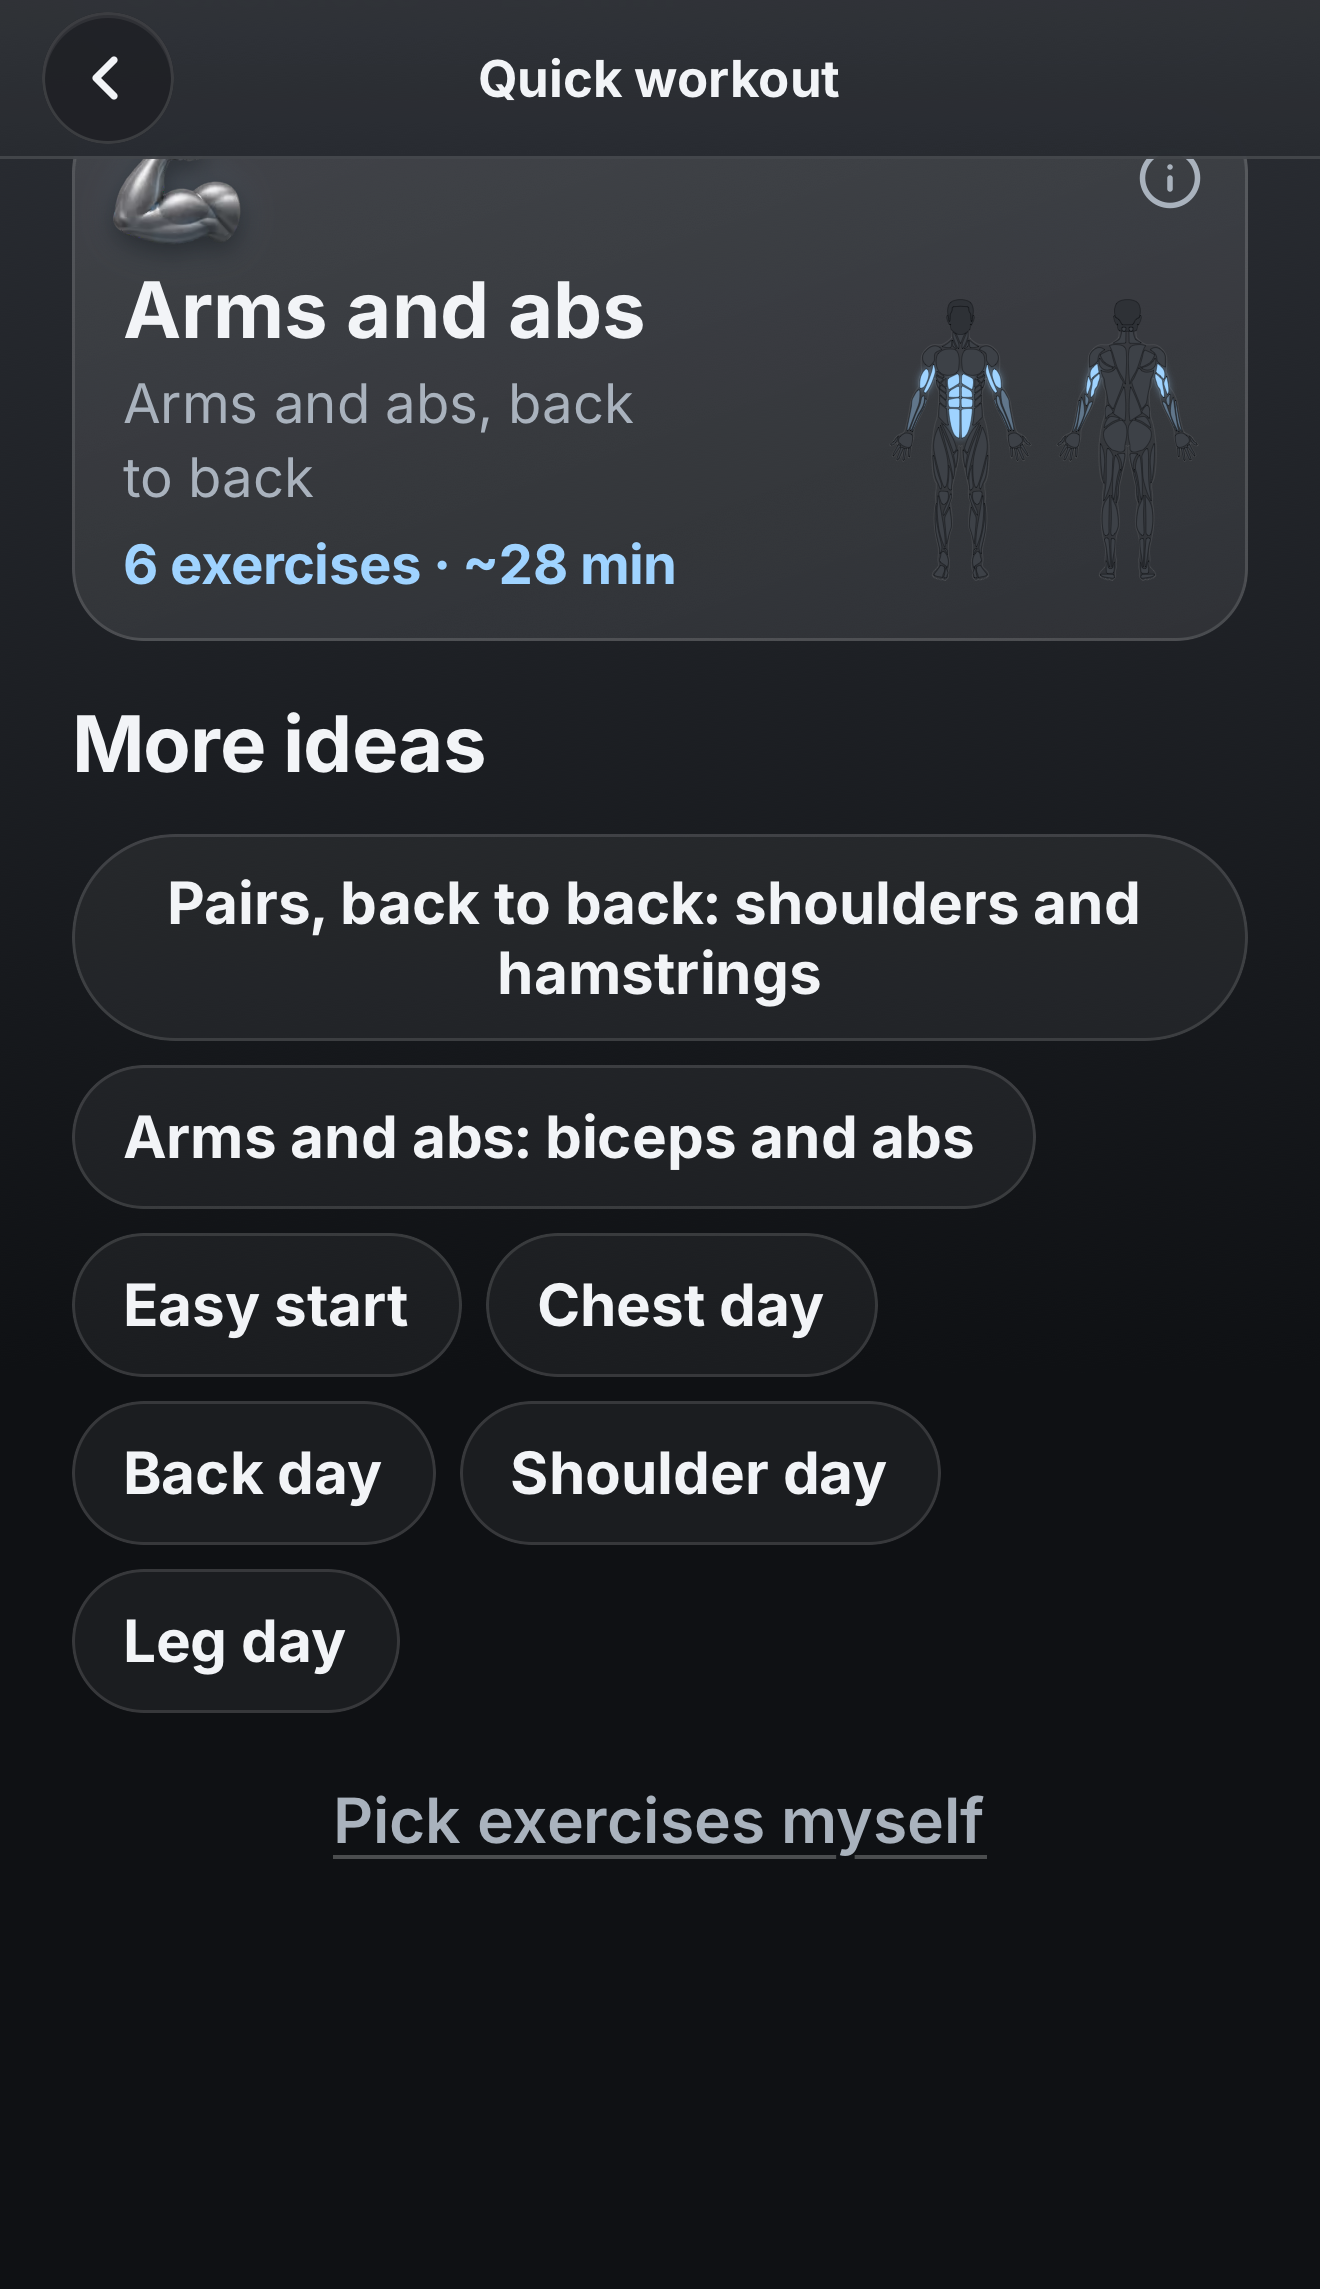 Quick workout
Arms and abs
Arms and abs, back
to back
6 exercises · ~28 min
More ideas
Pairs, back to back: shoulders and
hamstrings
Arms and abs: biceps and abs
Easy start
Chest day
Back day
Shoulder day
Leg day
Pick exercises myself